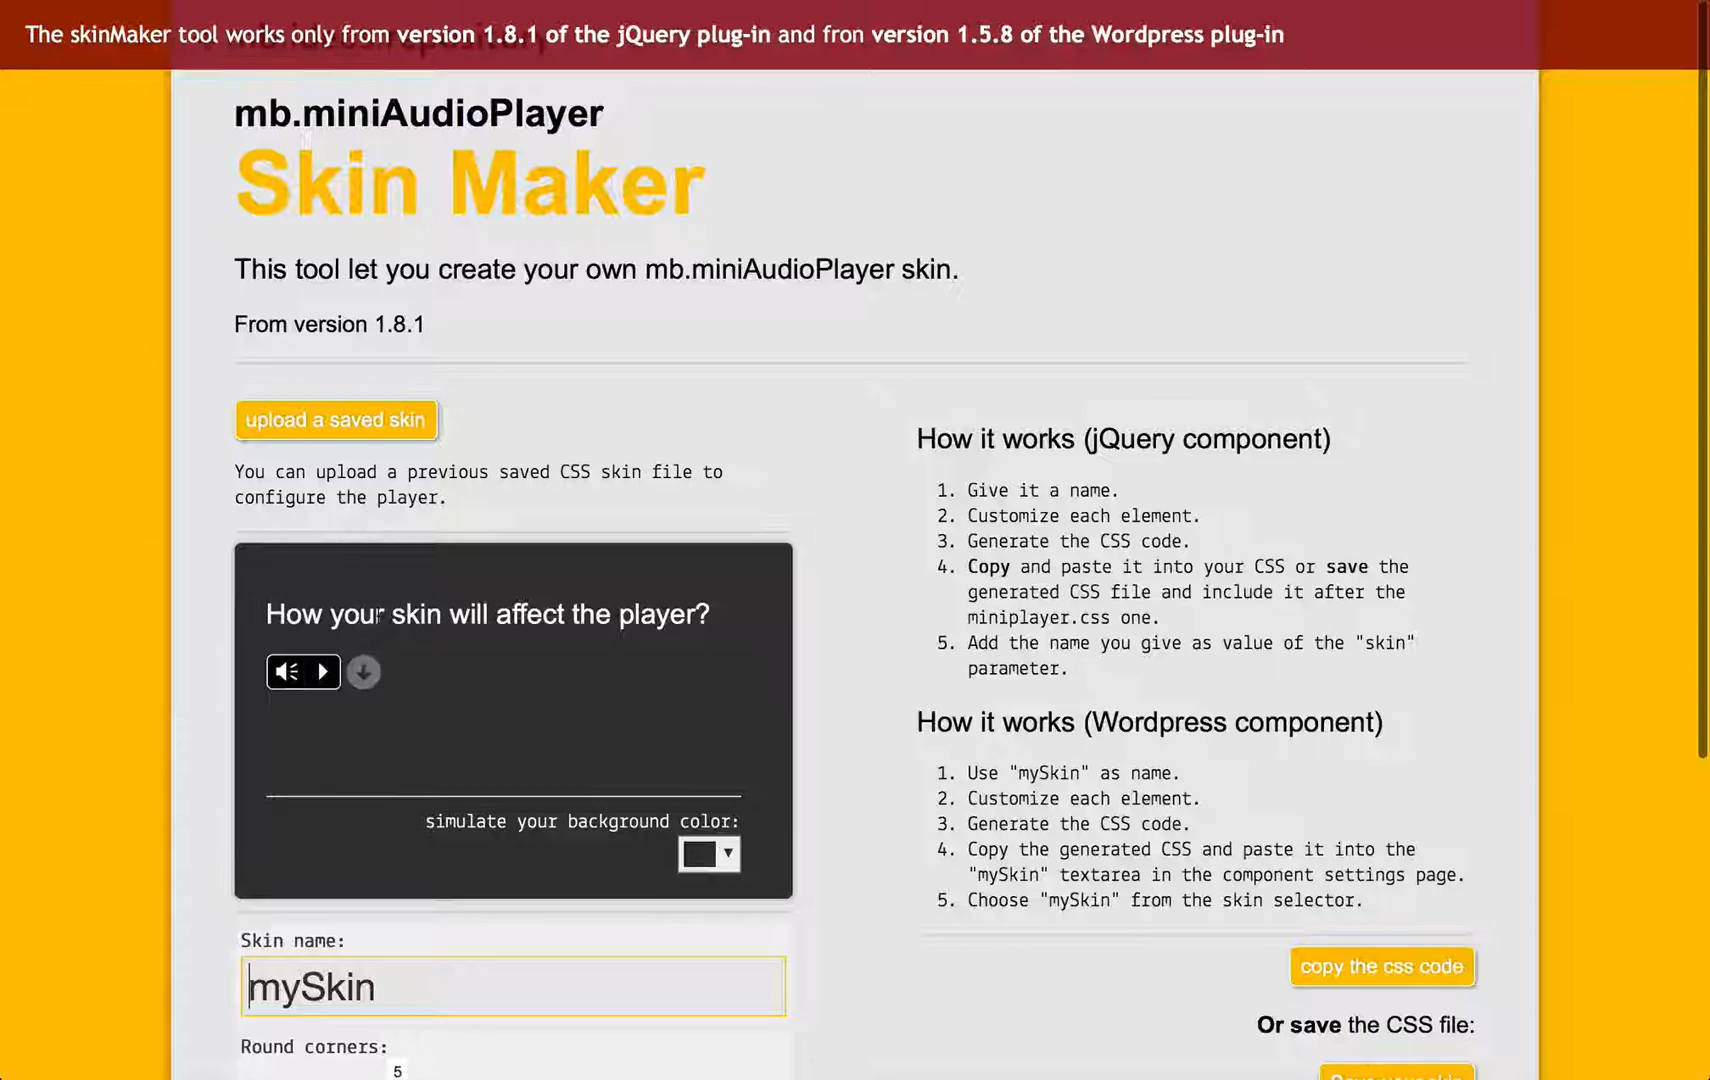 The skinMaker tool works only from version 1.8.1 of the jQuery plug-in and fron version 1.5.8 of the Wordpress plug-in
mb.miniAudioPlayer
Skin Maker
This tool let you create your own mb.miniAudioPlayer skin.
From version 1.8.1
upload a saved skin
You can upload a previous saved CSS skin file to
configure the player.
How your skin will affect the player?
simulate your background color:
Skin name:
mySkin
Round corners:
5
How it works (jQuery component)
1. Give it a name.
2. Customize each element.
3. Generate the CSS code.
4. Copy and paste it into your CSS or save the
generated CSS file and include it after the
miniplayer.css one.
5. Add the name you give as value of the "skin"
parameter.
How it works (Wordpress component)
1. Use "mySkin" as name.
2. Customize each element.
3. Generate the CSS code.
4. Copy the generated CSS and paste it into the
"mySkin" textarea in the component settings page.
5. Choose "mySkin" from the skin selector.
copy the css code
Or save the CSS file: